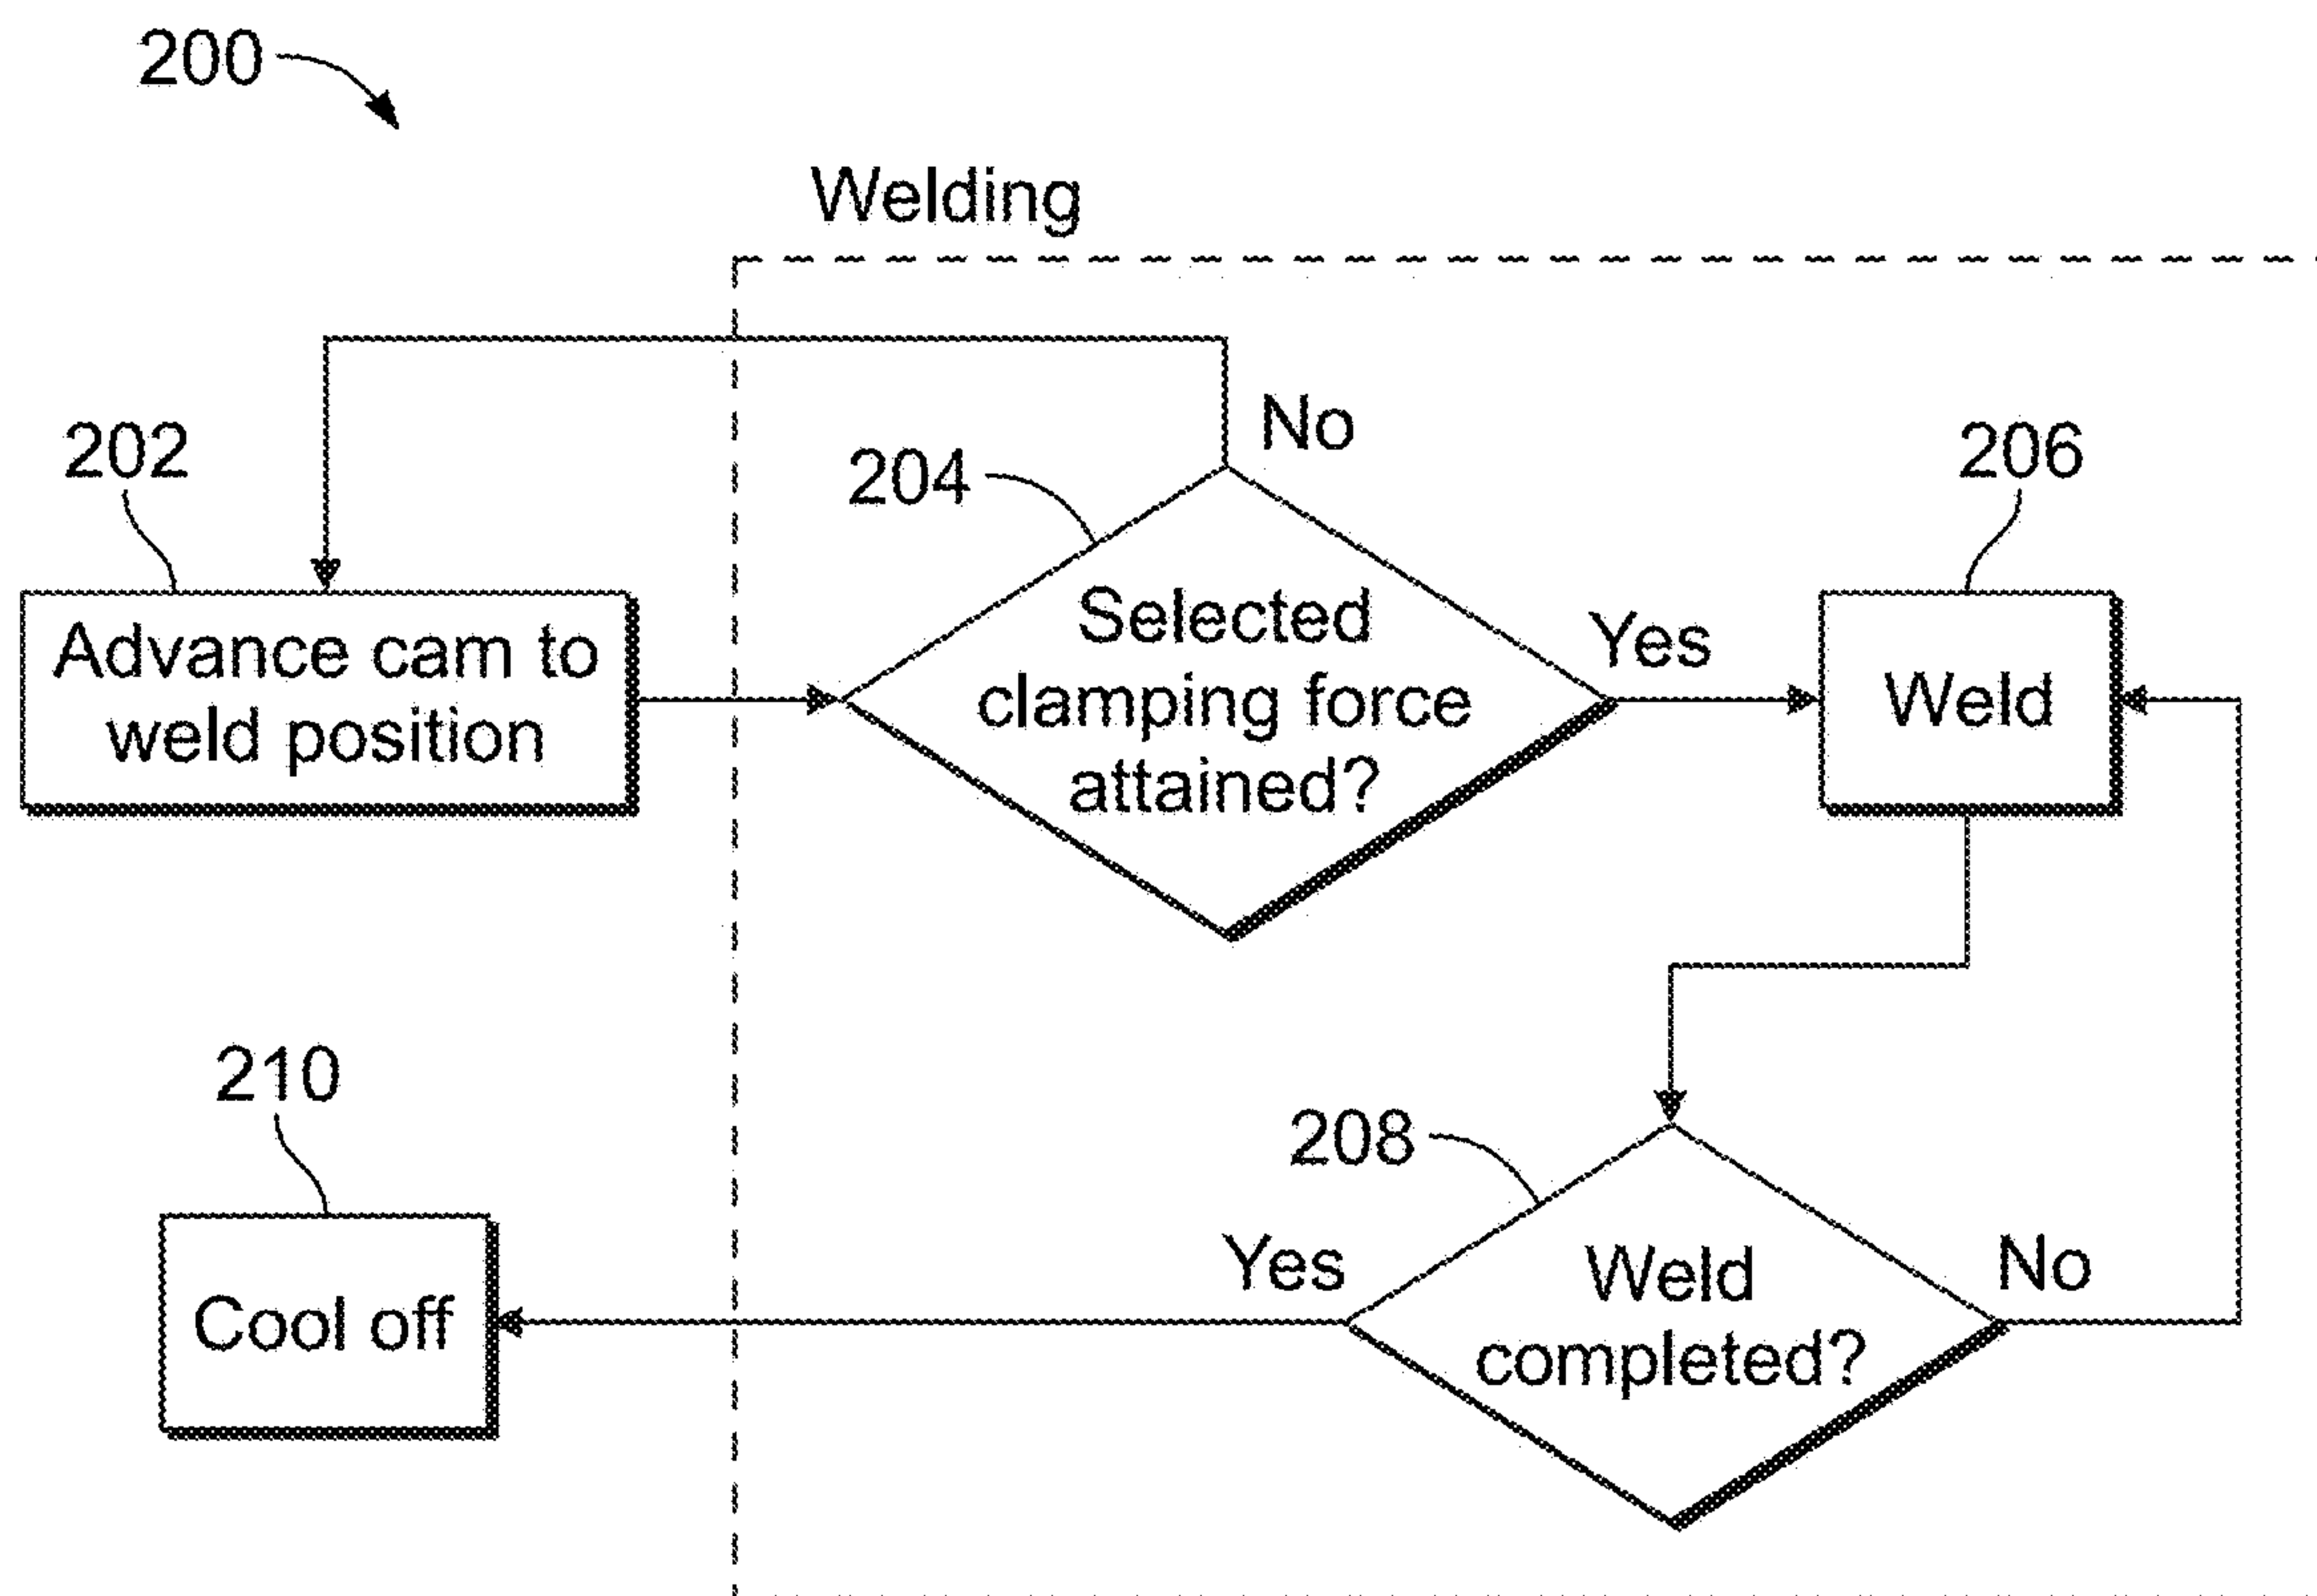 200
Welding
No
202
204
206
Advance cam to
weld position
Selected
clamping force
attained?
Yes
Weld
210
208
Cool off
Yes
Weld
completed?
No